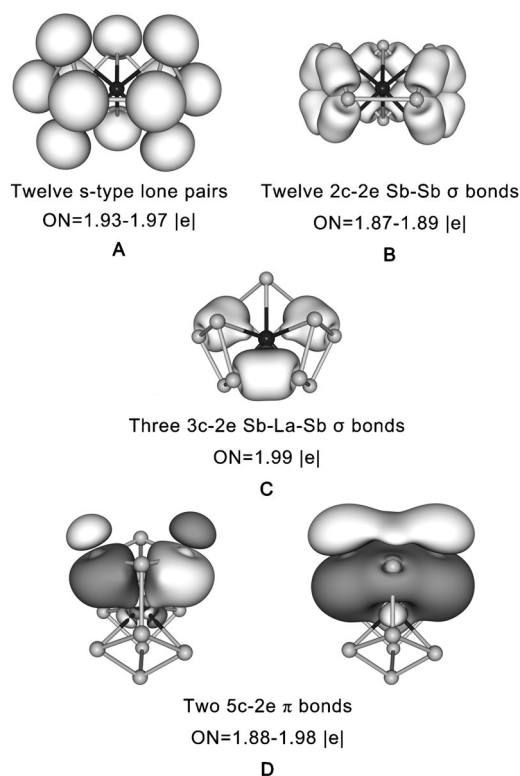 Twelve s-type lone pairs
ON=1.93-1.97 |e|
A
Twelve 2c-2e Sb-Sb σ bonds
ON=1.87-1.89 |e|
B
Three 3c-2e Sb-La-Sb σ bonds
ON=1.99 |e|
C
Two 5c-2e π bonds
ON=1.88-1.98 |e|
D